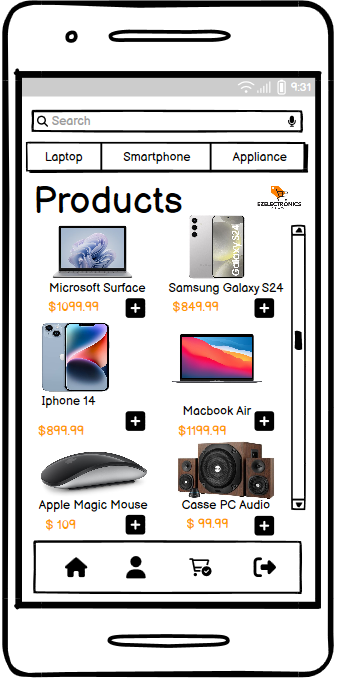 9:31
Search
Laptop Smartphone Appliance
Products
EZELECTRONICS
Galaxy S24
Microsoft Surface Samsung Galaxy S24
$1099.99 $849.99
Iphone 14 Macbook Air
$899.99 $1199.99
Apple Magic Mouse Casse PC Audio
$ 109 $ 99.99